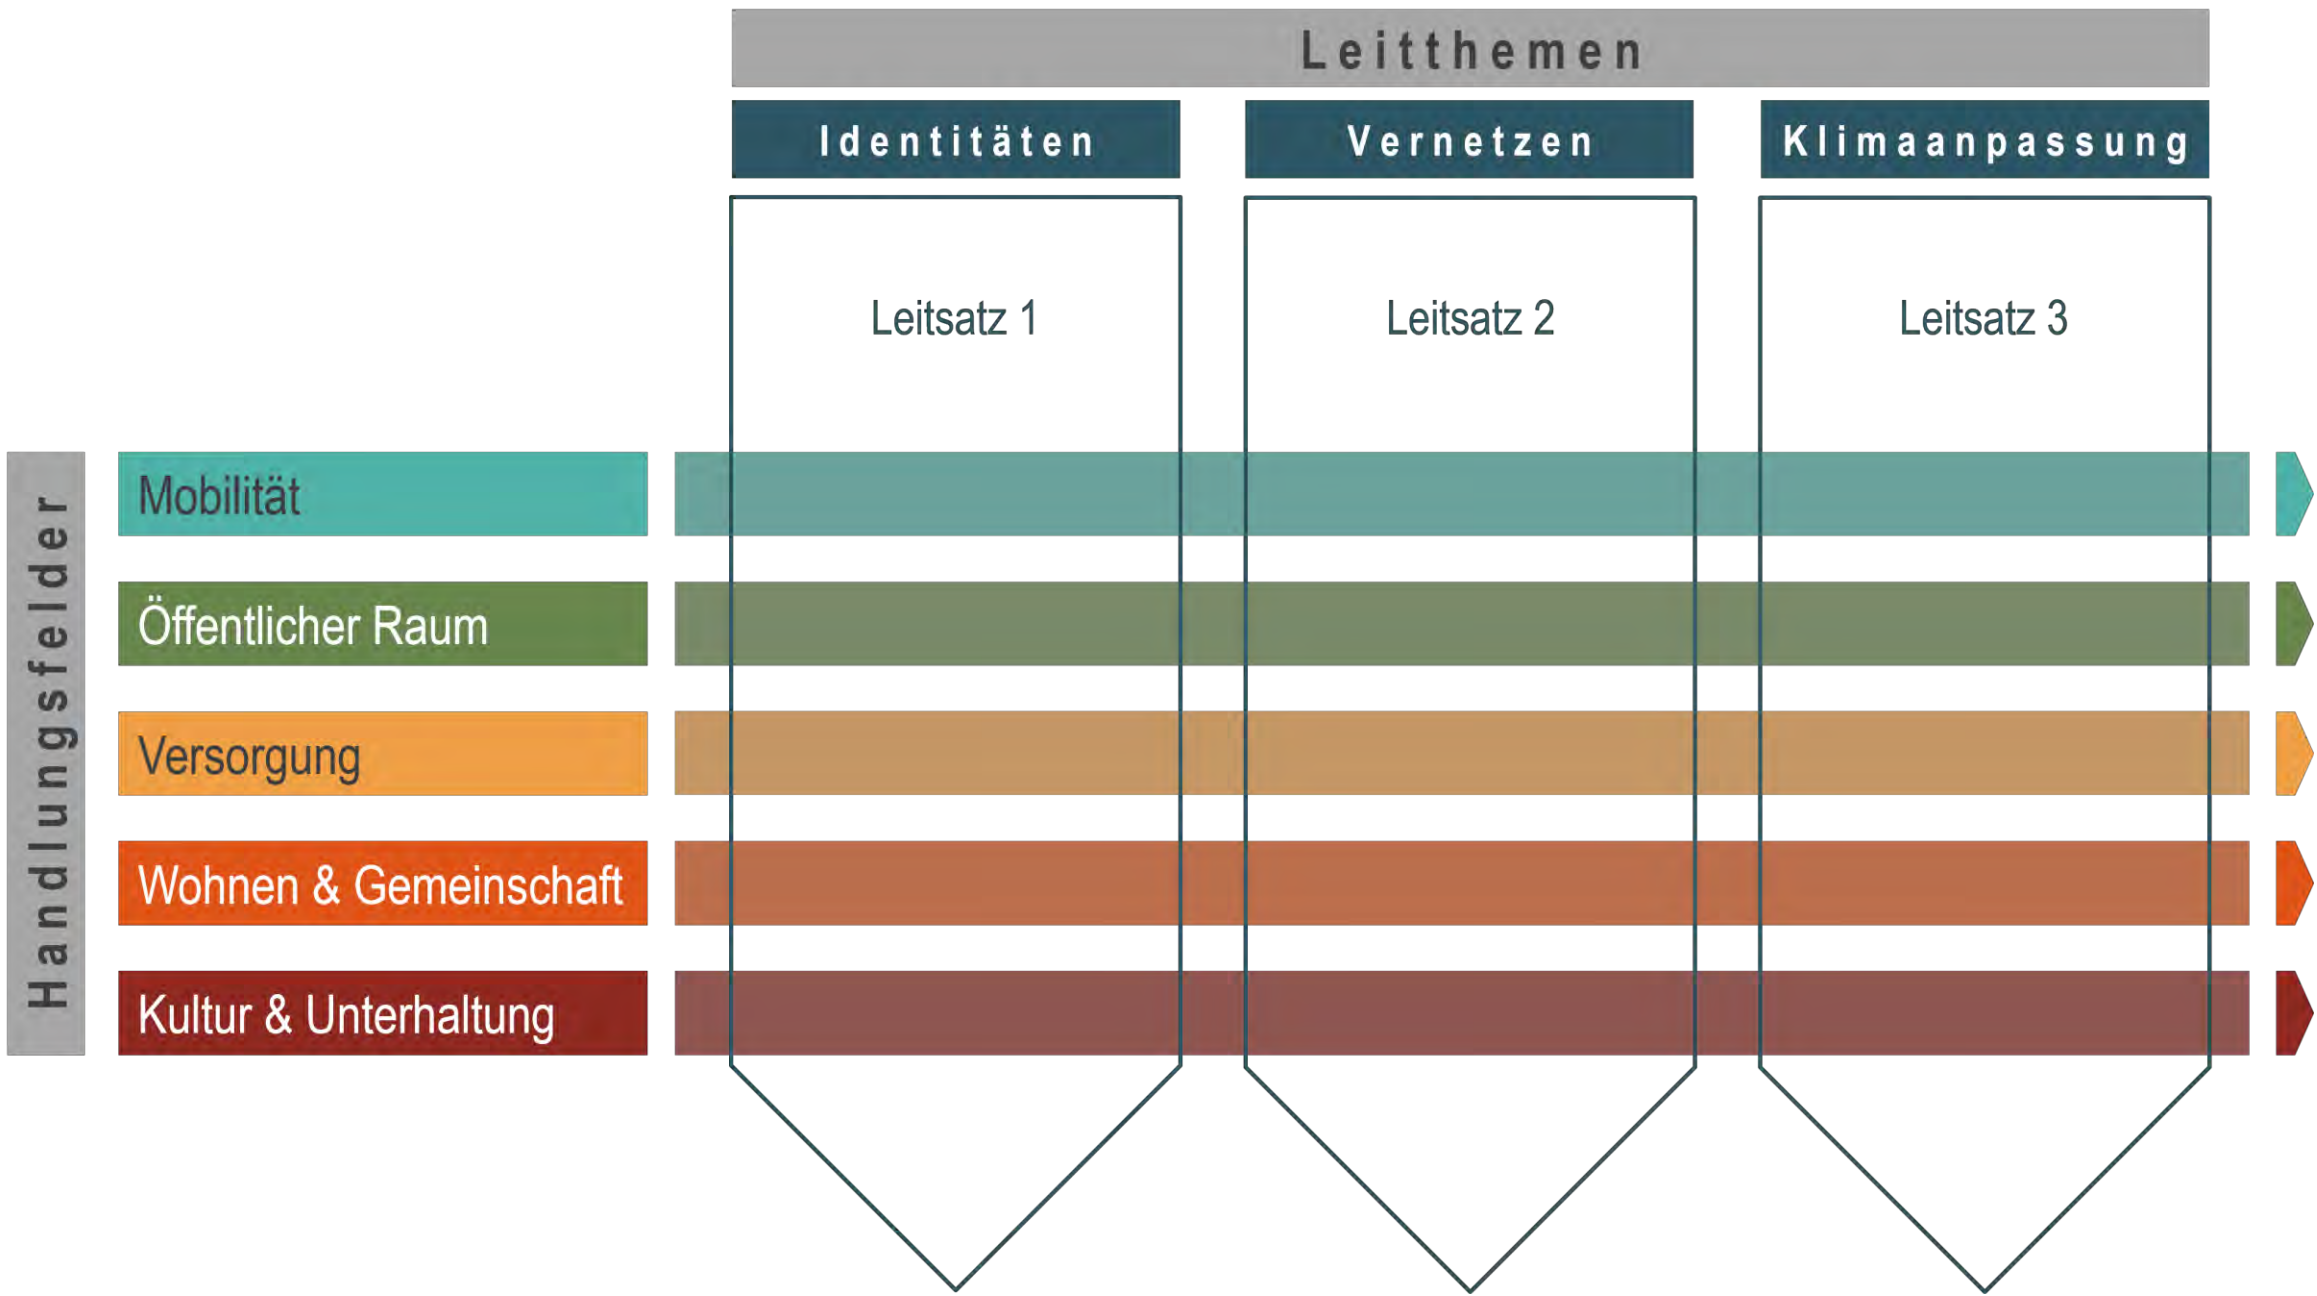 Leitthemen
Identitäten
Vernetzen
Klimaanpassung
Leitsatz 1
Leitsatz 2
Leitsatz 3
Handlungsfelder
Mobilität
Öffentlicher Raum
Versorgung
Wohnen & Gemeinschaft
Kultur & Unterhaltung